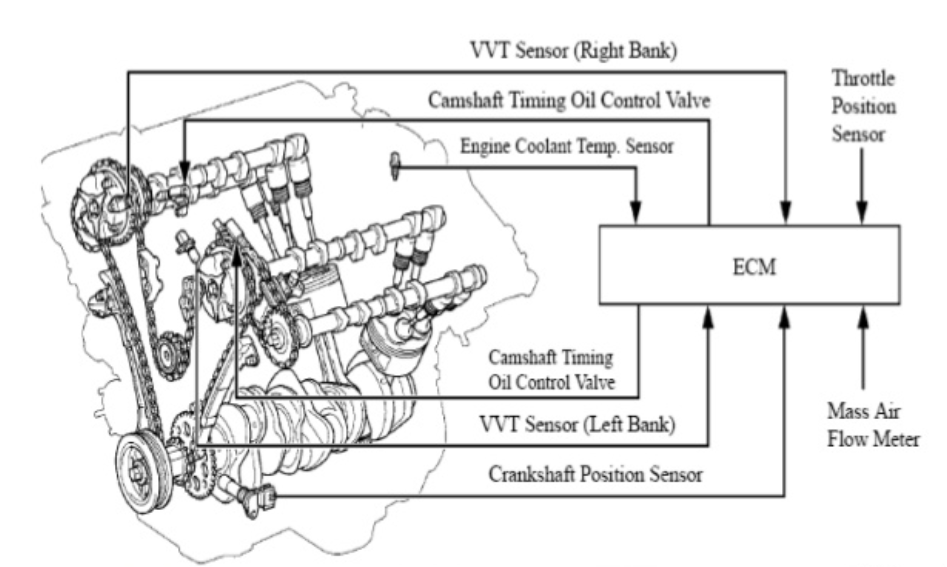 VVT Sensor (Right Bank)
Throttle
Position
Sensor
Camshaft Timing Oil Control Valve
Engine Coolant Temp. Sensor
ECM
Camshaft Timing
Oil Control Valve
VVT Sensor (Left Bank)
Mass Air
Flow Meter
Crankshaft Position Sensor